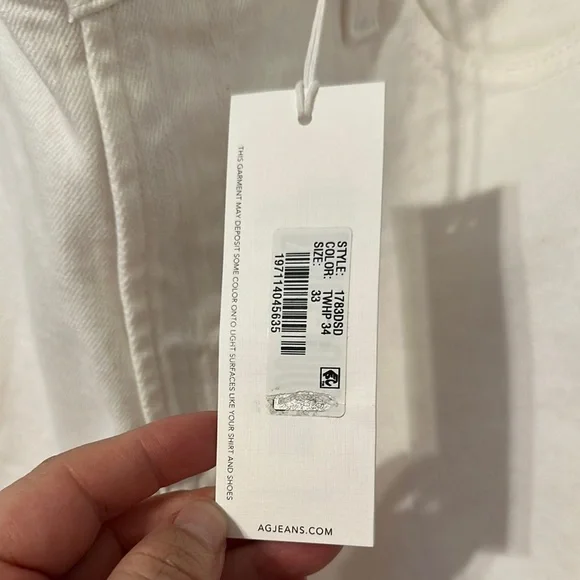 THIS GARMENT MAY DEPOSIT SOME COLOR ONTO LIGHT SURFACES LIKE YOUR SHIRT AND SHOES
STYLE: 1783DSD
COLOR: TWHP 34
SIZE: 33
197114045635
AGJEANS.COM